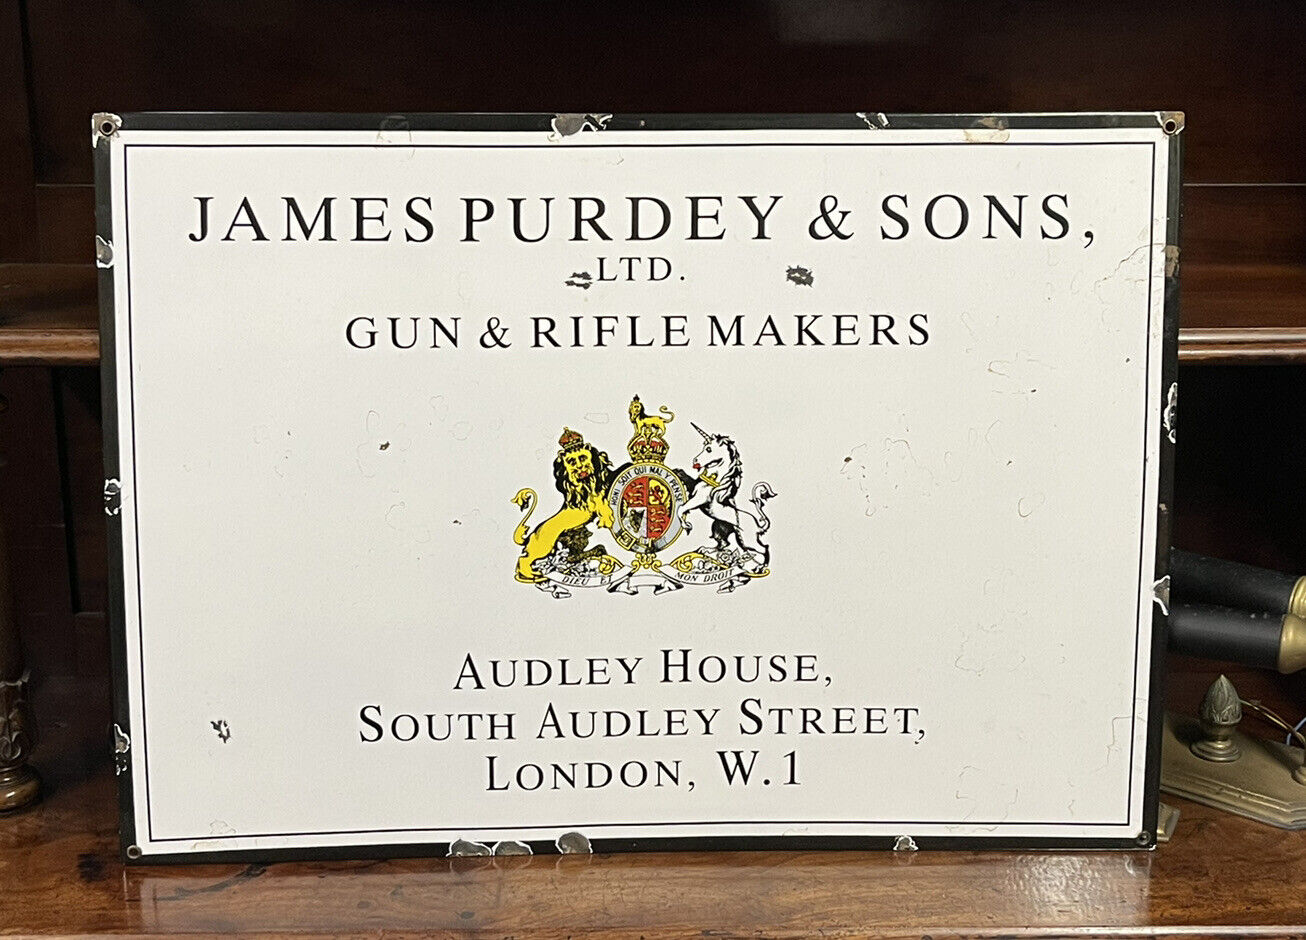 JAMES PURDEY & SONS,
LTD.
GUN & RIFLE MAKERS
HONI SOIT QUI MAL Y PENSE
DIEU ET MON DROIT
AUDLEY HOUSE,
SOUTH AUDLEY STREET,
LONDON, W.1